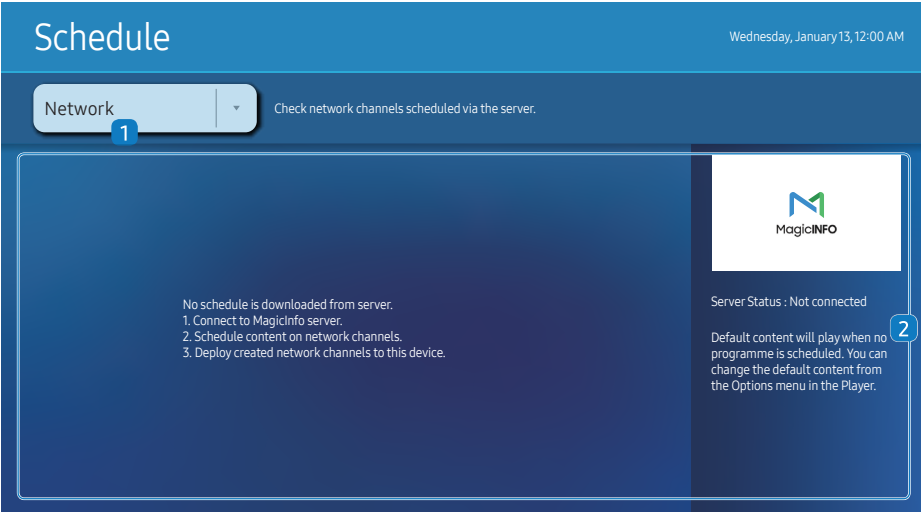 Schedule
Wednesday, January 13, 12:00 AM
Network
Check network channels scheduled via the server.
1
MagicINFO
No schedule is downloaded from server.
1. Connect to MagicInfo server.
2. Schedule content on network channels.
3. Deploy created network channels to this device.
Server Status : Not connected
2
Default content will play when no
programme is scheduled. You can
change the default content from
the Options menu in the Player.